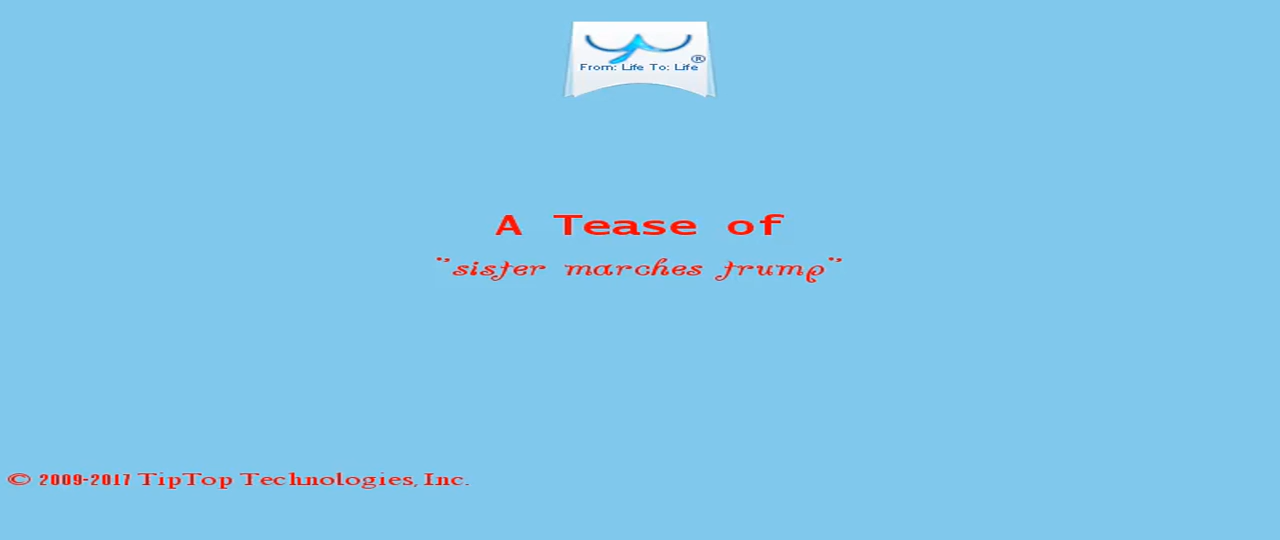 From: Life To: Life®
A Tease of
"sister marches trump"
© 2009-2017 TipTop Technologies, Inc.